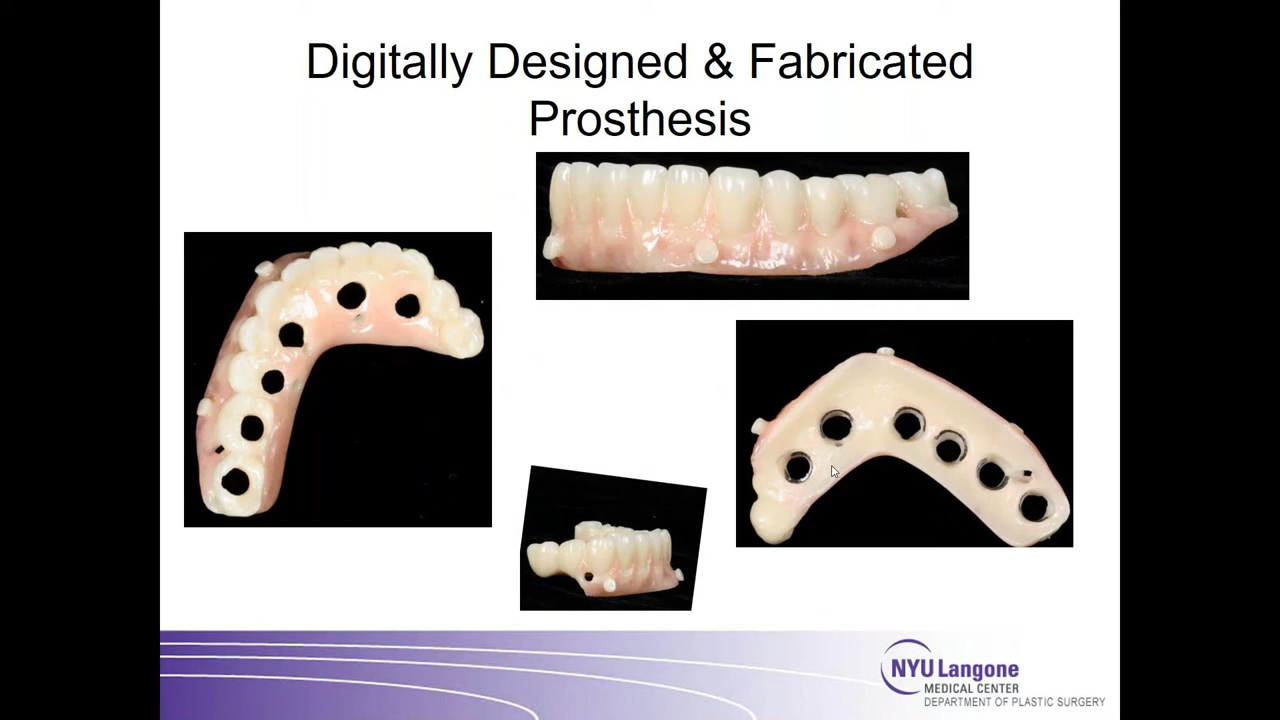 Digitally Designed & Fabricated
Prosthesis
NYU Langone
MEDICAL CENTER
DEPARTMENT OF PLASTIC SURGERY